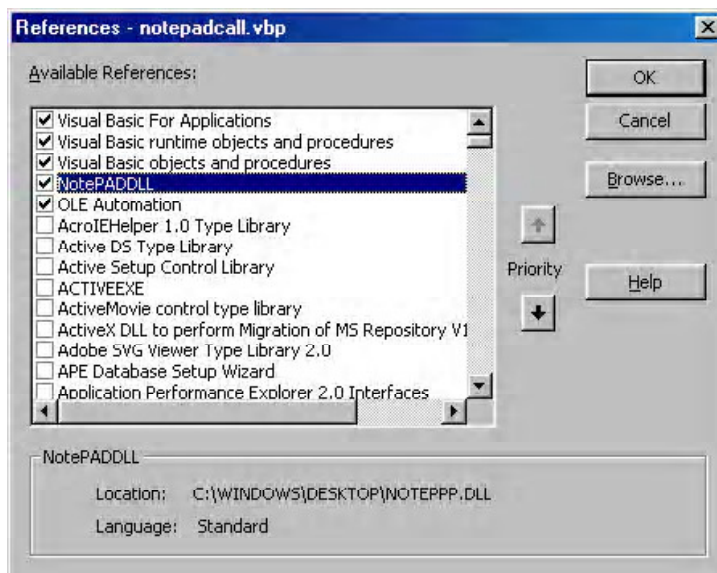 References - notepadcall.vbp
Available References:
Visual Basic For Applications
Visual Basic runtime objects and procedures
Visual Basic objects and procedures
NotePADDLL
OLE Automation
AcroIEHelper 1.0 Type Library
Active DS Type Library
Active Setup Control Library
ACTIVEEXE
ActiveMovie control type library
ActiveX DLL to perform Migration of MS Repository V1
Adobe SVG Viewer Type Library 2.0
APE Database Setup Wizard
Application Performance Explorer 2.0 Interfaces
OK
Cancel
Browse...
Priority
Help
NotePADDLL
Location: C:\WINDOWS\DESKTOP\NOTEPPP.DLL
Language: Standard